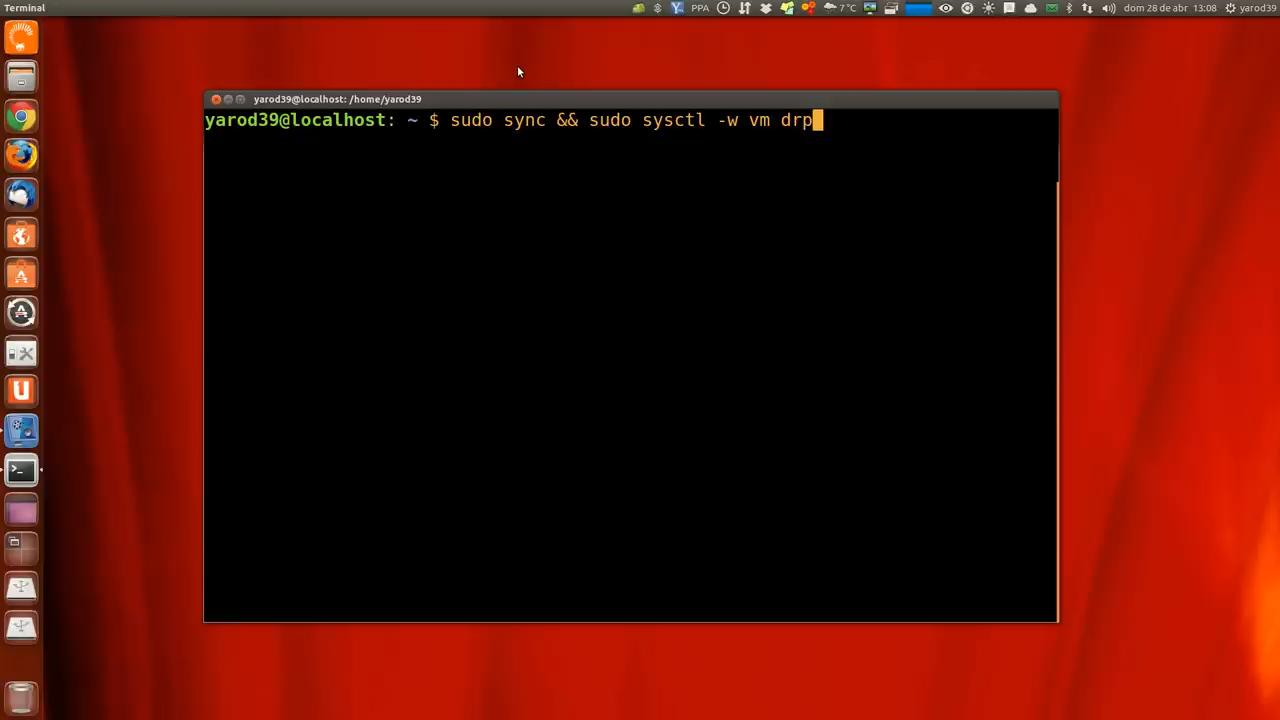 Terminal
PPA 7°C dom 28 de abr 13:08 yarod39
yarod39@localhost: /home/yarod39
yarod39@localhost: ~ $ sudo sync && sudo sysctl -w vm drp